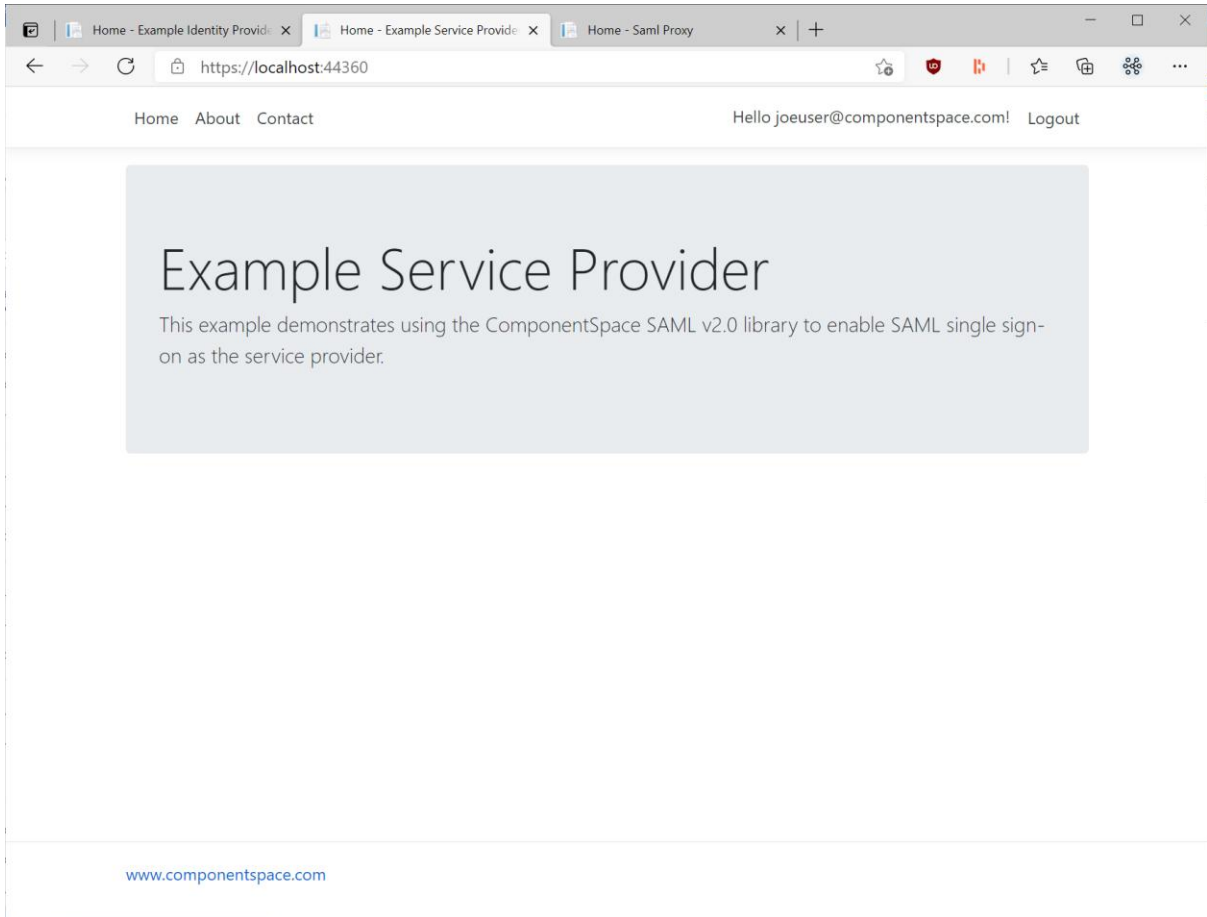 Home - Example Identity Provide
Home - Example Service Provide
Home - Saml Proxy
https://localhost:44360
Home About Contact
Hello joeuser@componentspace.com! Logout
Example Service Provider
This example demonstrates using the ComponentSpace SAML v2.0 library to enable SAML single sign-
on as the service provider.
www.componentspace.com